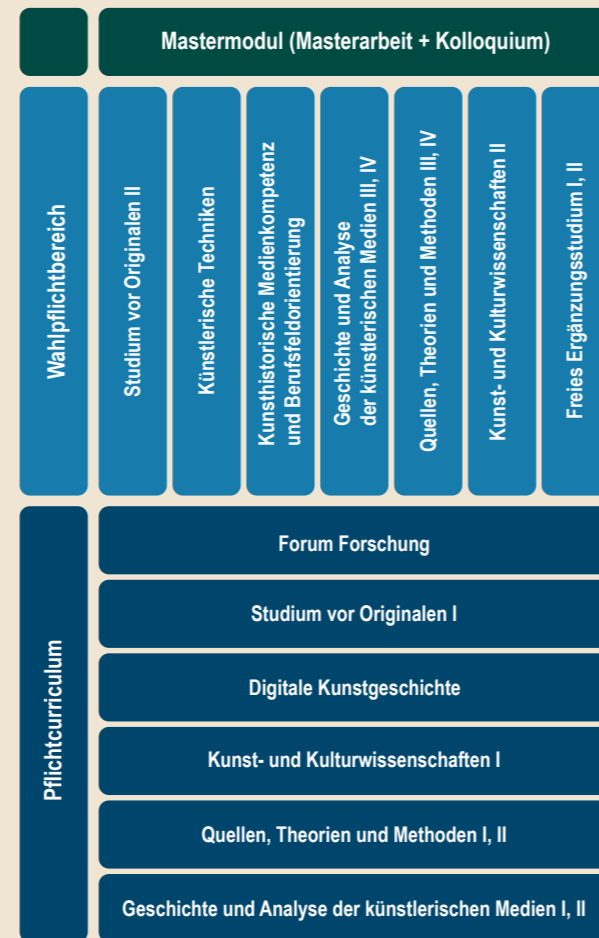 Mastermodul (Masterarbeit + Kolloquium)
Wahlpflichtbereich
Studium vor Originalen II
Künstlerische Techniken
Kunsthistorische Medienkompetenz
und Berufsfeldorientierung
Geschichte und Analyse
der künstlerischen Medien III, IV
Quellen, Theorien und Methoden III, IV
Kunst- und Kulturwissenschaften II
Freies Ergänzungsstudium I, II
Pflichtcurriculum
Forum Forschung
Studium vor Originalen I
Digitale Kunstgeschichte
Kunst- und Kulturwissenschaften I
Quellen, Theorien und Methoden I, II
Geschichte und Analyse der künstlerischen Medien I, II